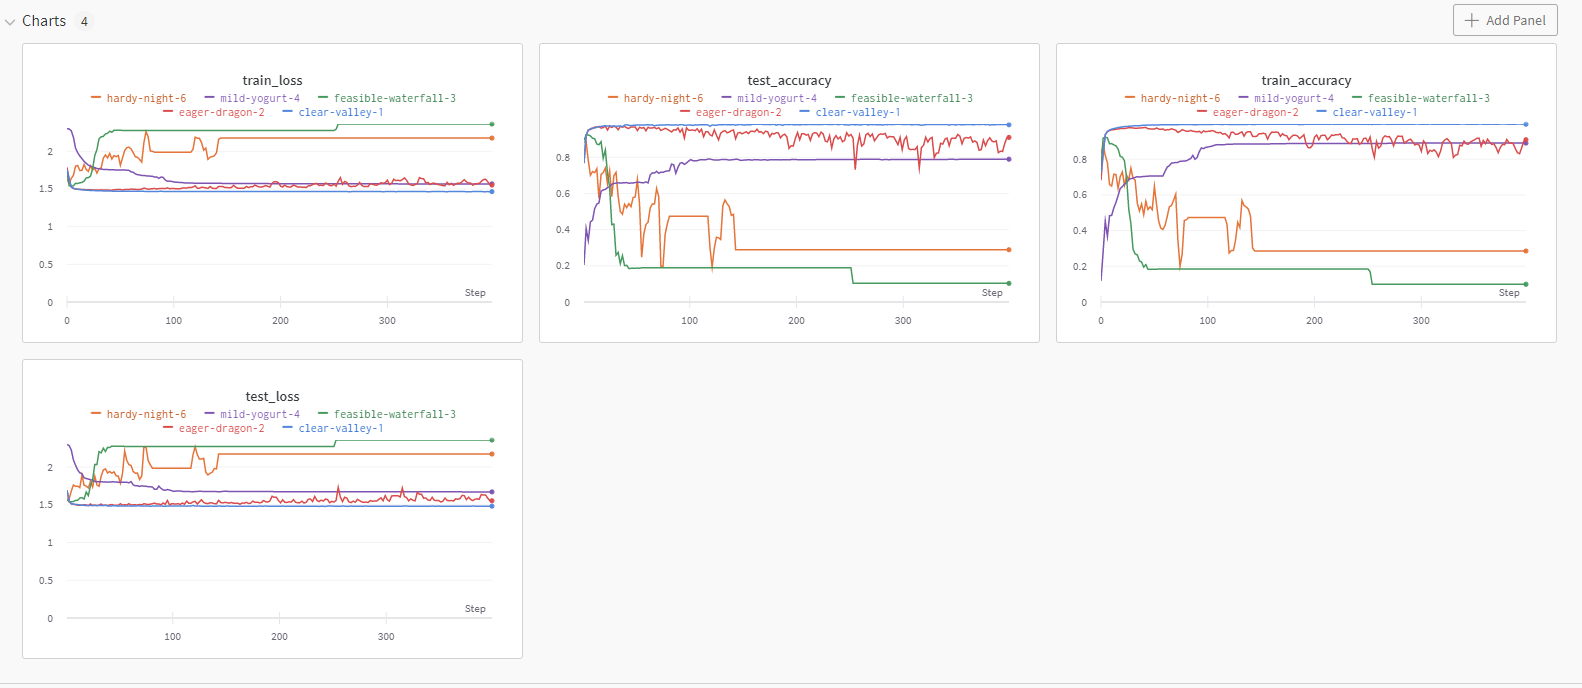 Charts 4
+ Add Panel
train_loss
hardy-night-6 mild-yogurt-4 feasible-waterfall-3
eager-dragon-2 clear-valley-1
2
1.5
1
0.5
0
Step
0 100 200 300
test_accuracy
hardy-night-6 mild-yogurt-4 feasible-waterfall-3
eager-dragon-2 clear-valley-1
0.8
0.6
0.4
0.2
0
Step
100 200 300
train_accuracy
hardy-night-6 mild-yogurt-4 feasible-waterfall-3
eager-dragon-2 clear-valley-1
0.8
0.6
0.4
0.2
0
Step
0 100 200 300
test_loss
hardy-night-6 mild-yogurt-4 feasible-waterfall-3
eager-dragon-2 clear-valley-1
2
1.5
1
0.5
0
Step
100 200 300